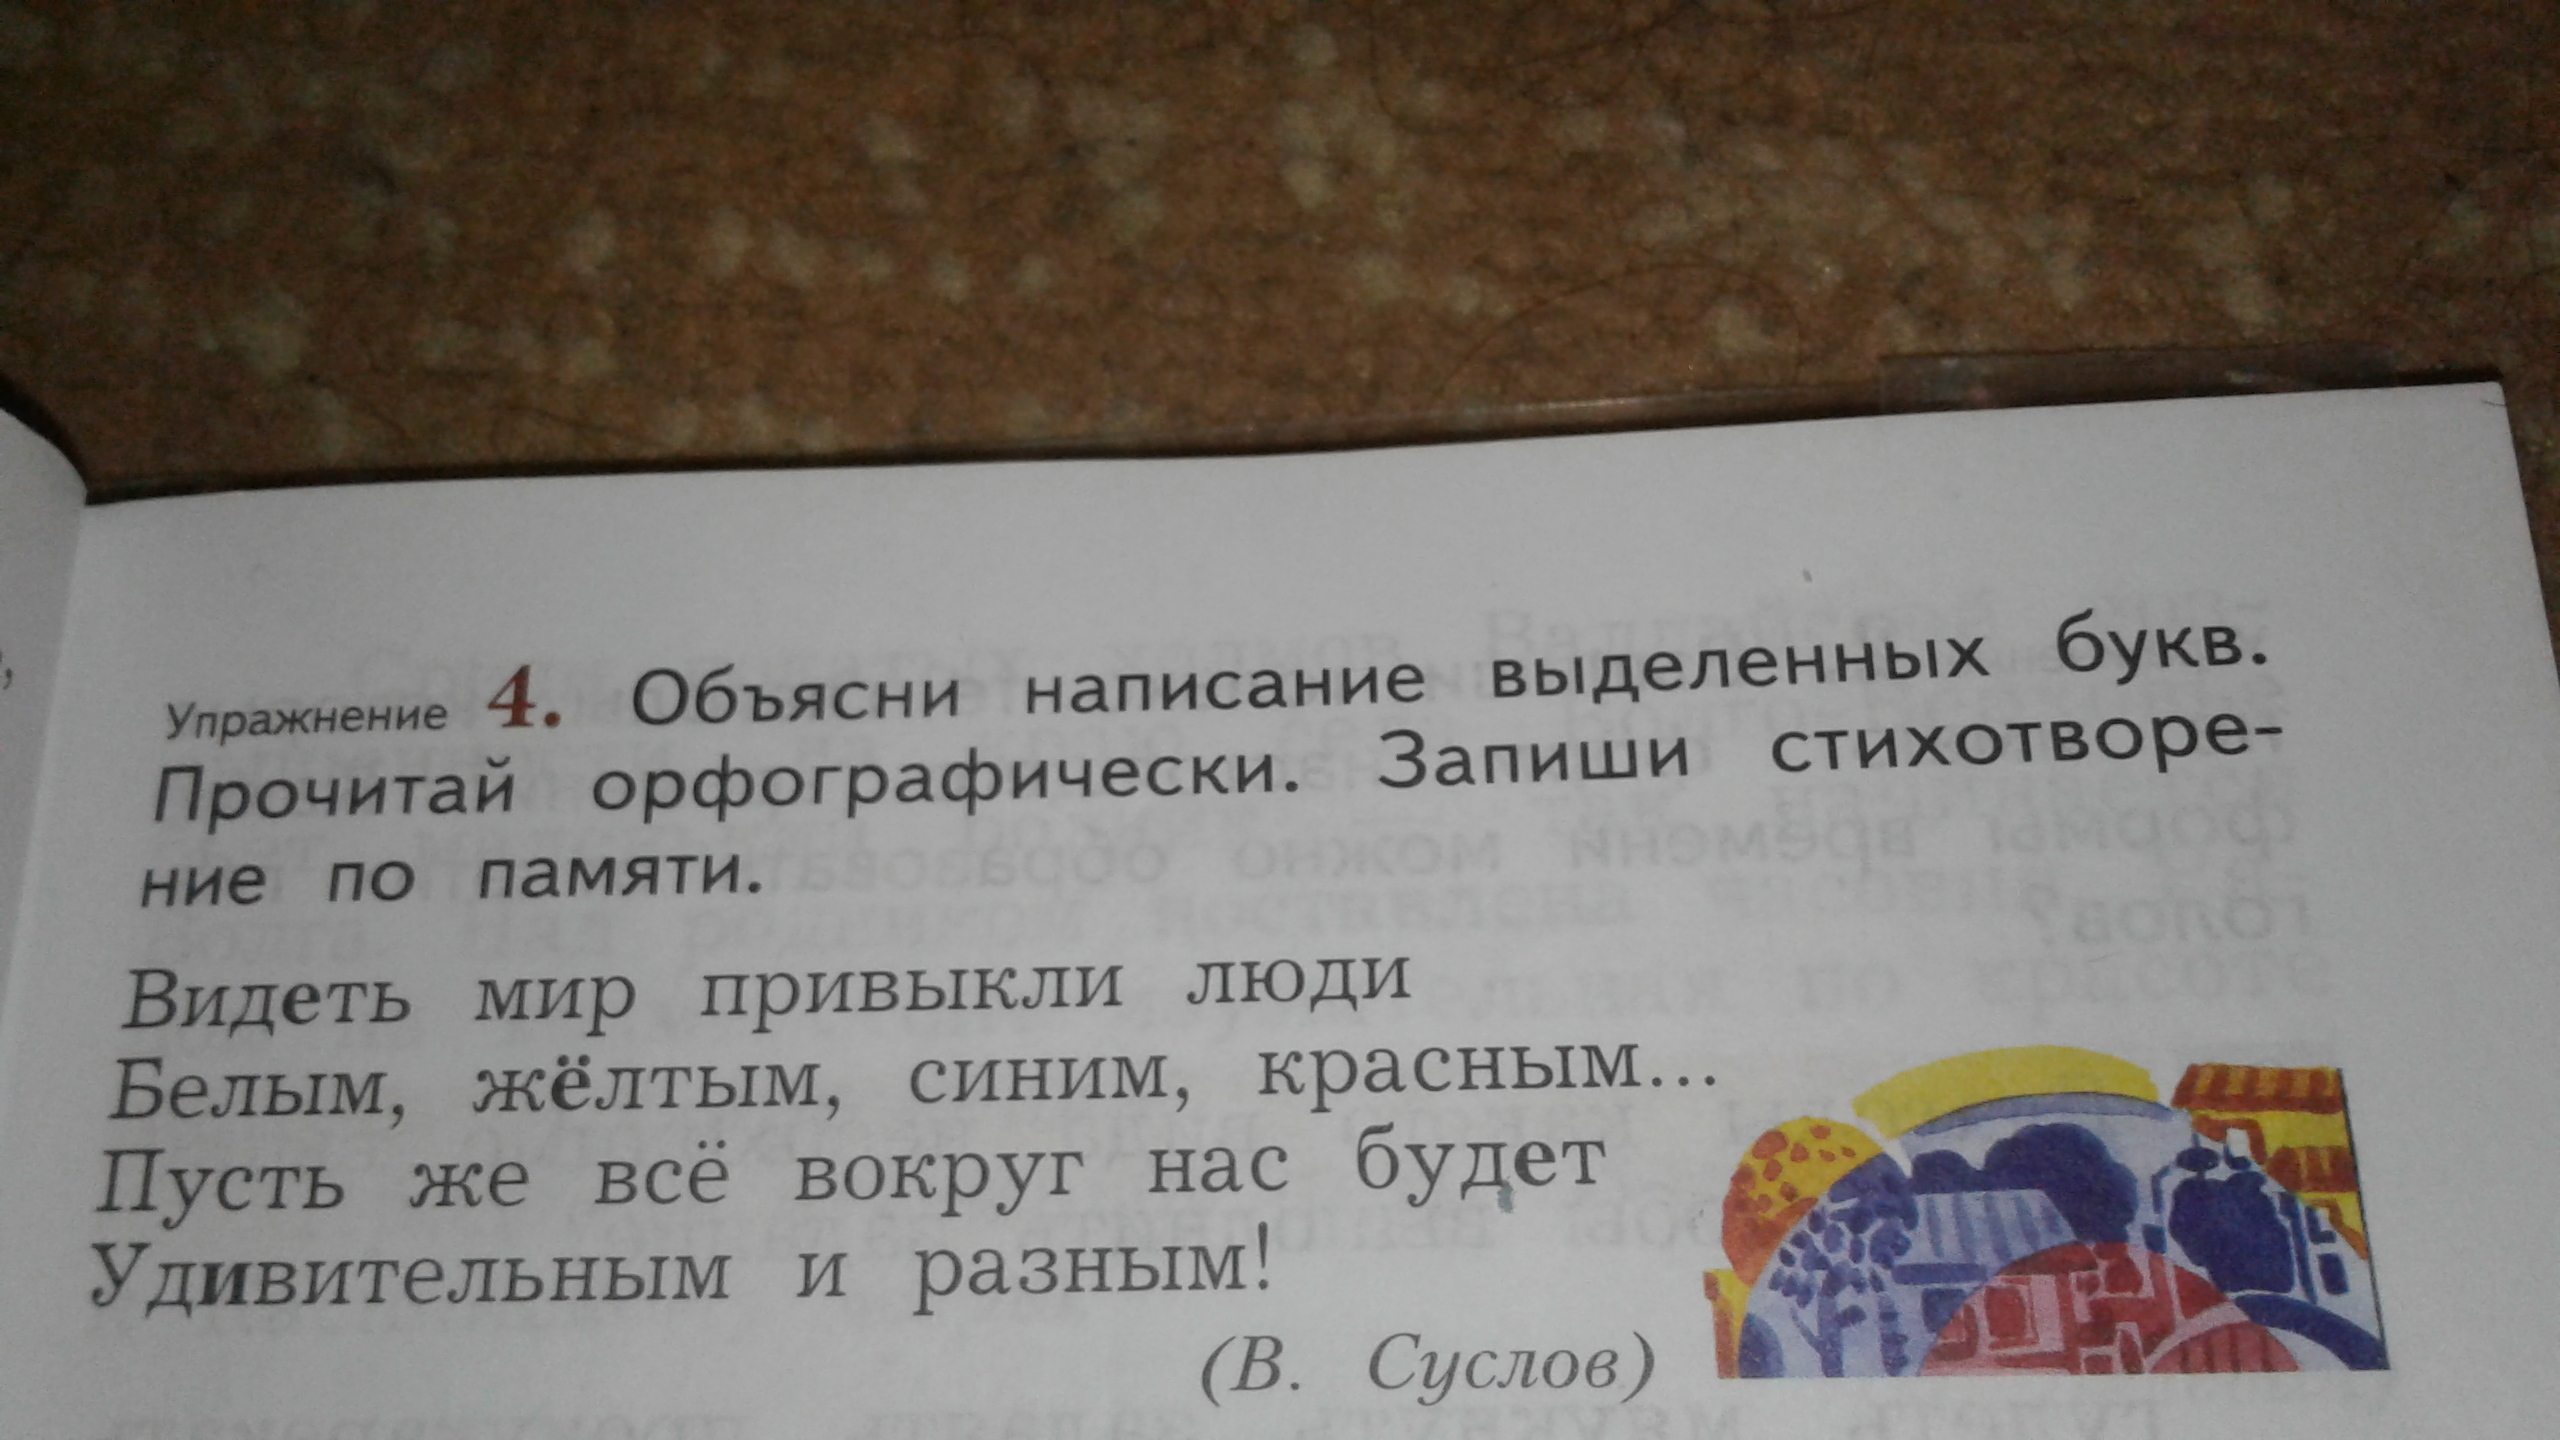 Упражнение 4. Объясни написание выделенных букв.
Прочитай орфографически. Запиши стихотворе-
ние по памяти.
Видеть мир привыкли люди
Белым, жёлтым, синим, красным...
Пусть же всё вокруг нас будет
Удивительным и разным!
(В. Суслов)